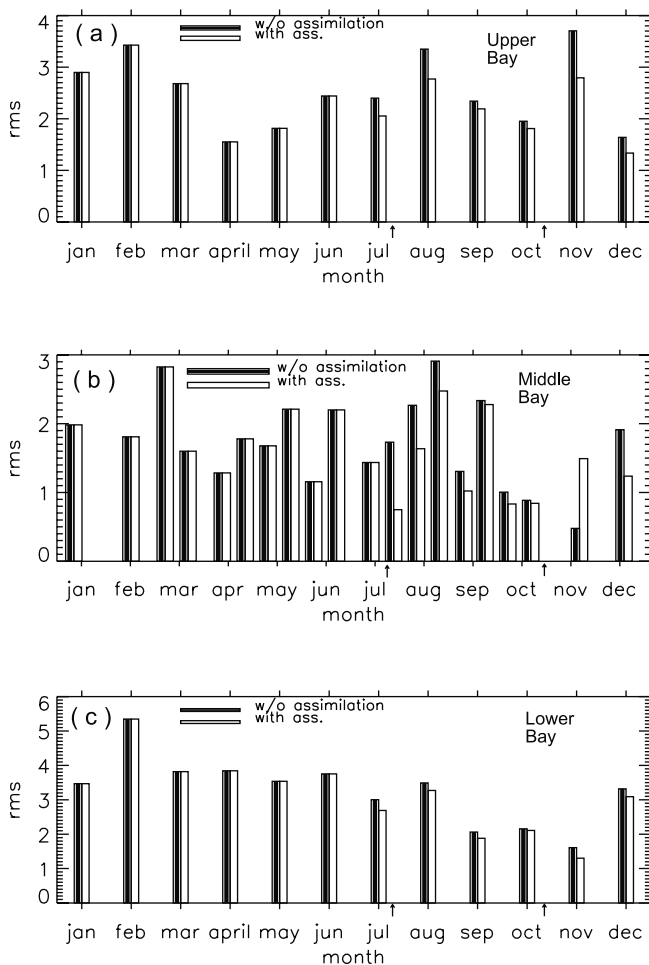 ( a )
w/o assimilation
with ass.
Upper
Bay
4
3
2
1
0
rms
jan feb mar april may jun jul aug sep oct nov dec
month
( b )
w/o assimilation
with ass.
Middle
Bay
3
2
1
0
rms
jan feb mar apr may jun jul aug sep oct nov dec
month
( c )
w/o assimilation
with ass.
Lower
Bay
6
5
4
3
2
1
0
rms
jan feb mar april may jun jul aug sep oct nov dec
month